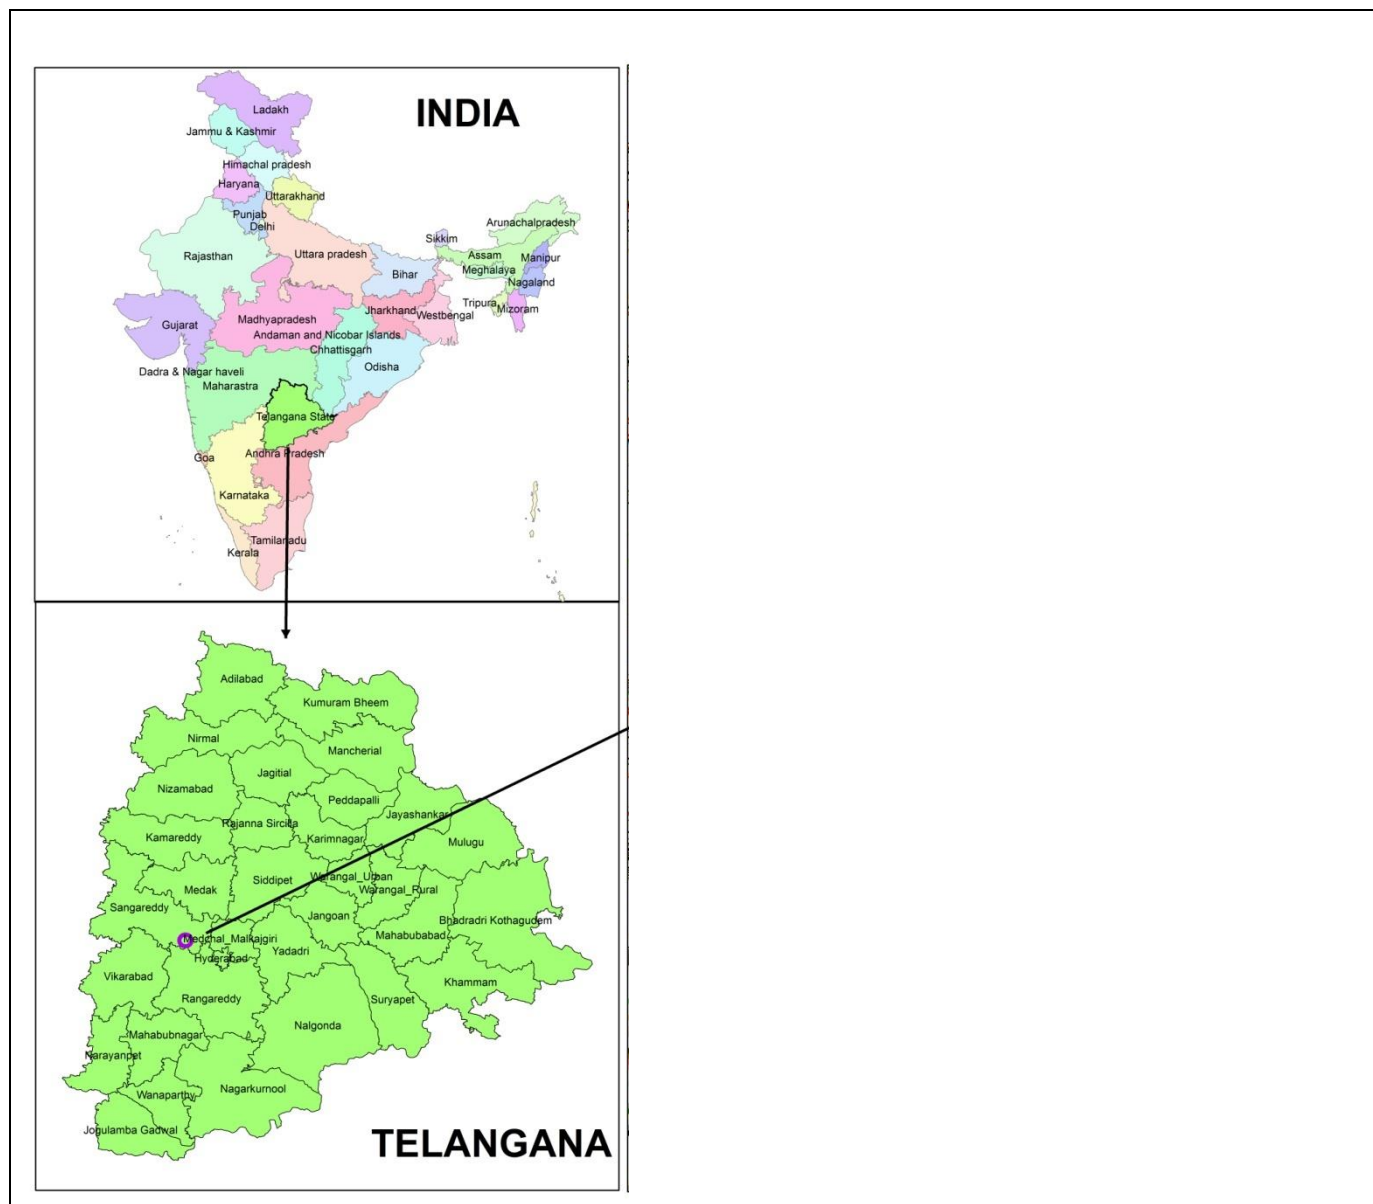 INDIA
Ladakh
Jammu & Kashmir
Himachal pradesh
Haryana
Uttarakhand
Punjab
Delhi
Arunachalpradesh
Sikkim
Rajasthan
Uttara pradesh
Assam
Manipur
Meghalaya
Bihar
Nagaland
Tripura
Mizoram
Jharkhand
Westbengal
Gujarat
Madhyapradesh
Andaman and Nicobar Islands
Chhattisgarh
Odisha
Dadra & Nagar haveli
Maharastra
Telangana State
Andhra Pradesh
Goa
Karnataka
Tamilanadu
Kerala
Adilabad
Kumuram Bheem
Nirmal
Mancherial
Jagitial
Nizamabad
Peddapalli
Jayashankar
Rajanna Sircilla
Kamareddy
Karimnagar
Mulugu
Siddipet
Warangal_Urban
Medak
Warangal_Rural
Sangareddy
Jangoan
Bhadradri Kothagudem
Medchal_Malkajgiri
Mahabubabad
Yadadri
Hyderabad
Vikarabad
Khammam
Rangareddy
Suryapet
Nalgonda
Mahabubnagar
Narayanpet
Nagarkurnool
Wanaparthy
Jogulamba Gadwal
TELANGANA